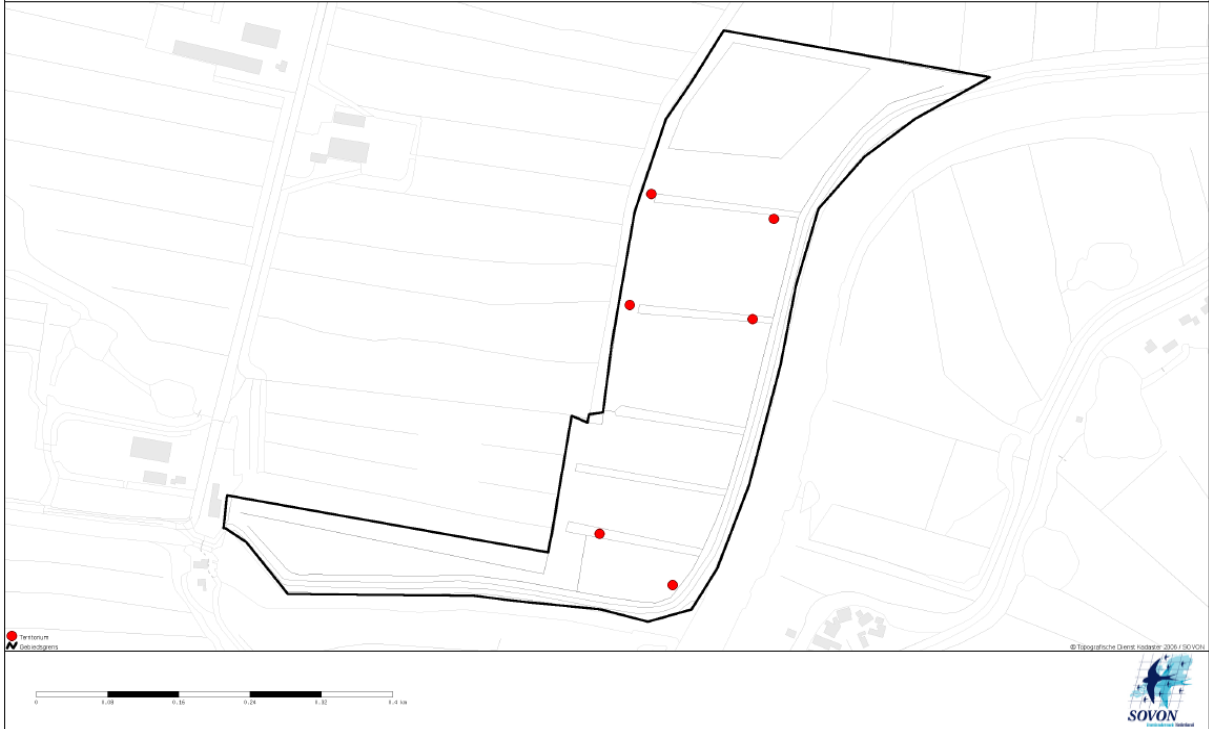 Territorium
Gebiedsgrens
© Topografische Dienst Kadaster 2006 / SOVON
0 0.08 0.16 0.24 0.32 0.4 km
SOVON